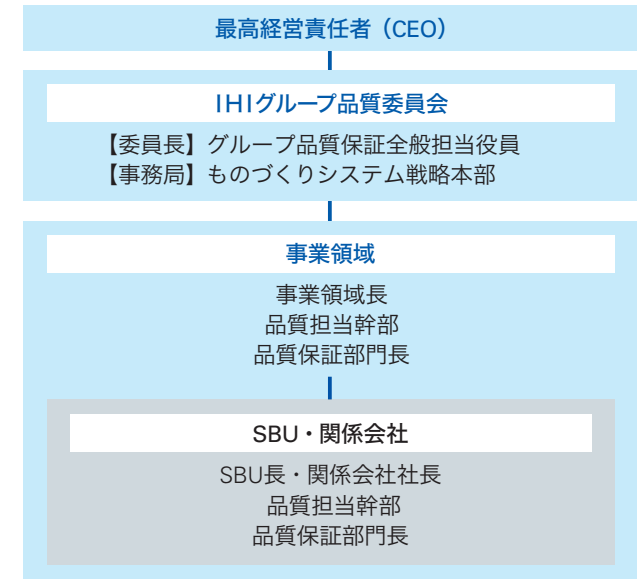 最高経営責任者（CEO）
IHIグループ品質委員会
【委員長】グループ品質保証全般担当役員
【事務局】ものづくりシステム戦略本部
事業領域
事業領域長
品質担当幹部
品質保証部門長
SBU・関係会社
SBU長・関係会社社長
品質担当幹部
品質保証部門長